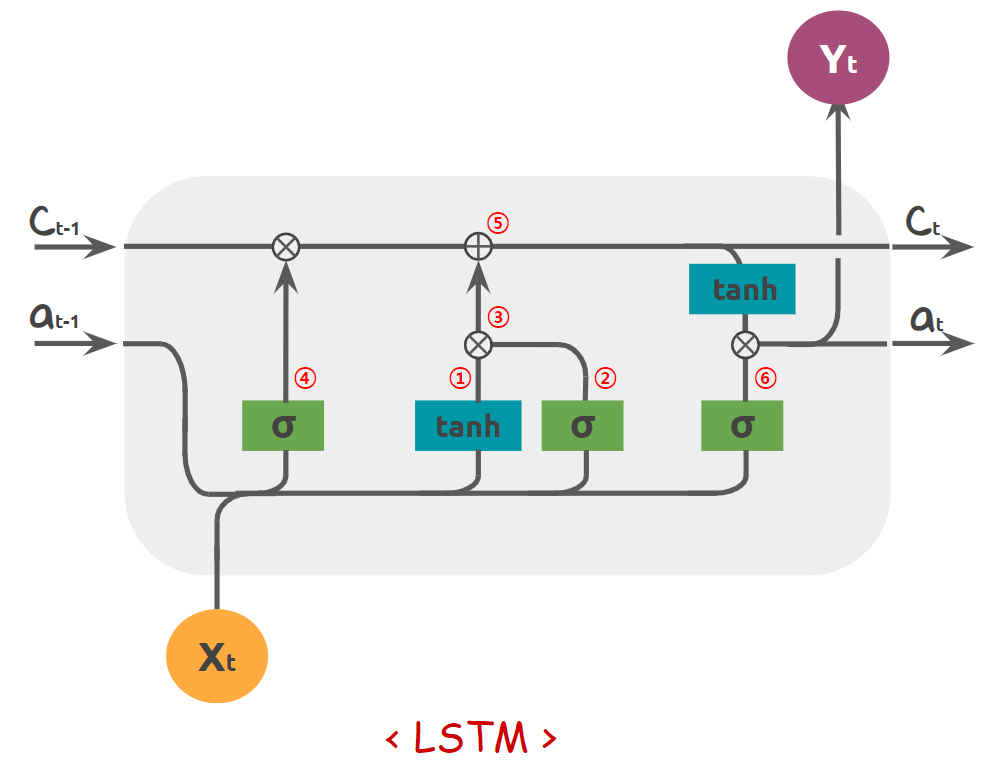 Yt
Ct-1
⑤
Ct
tanh
at-1
③
at
④
①
②
⑥
σ
tanh
σ
σ
Xt
< LSTM >